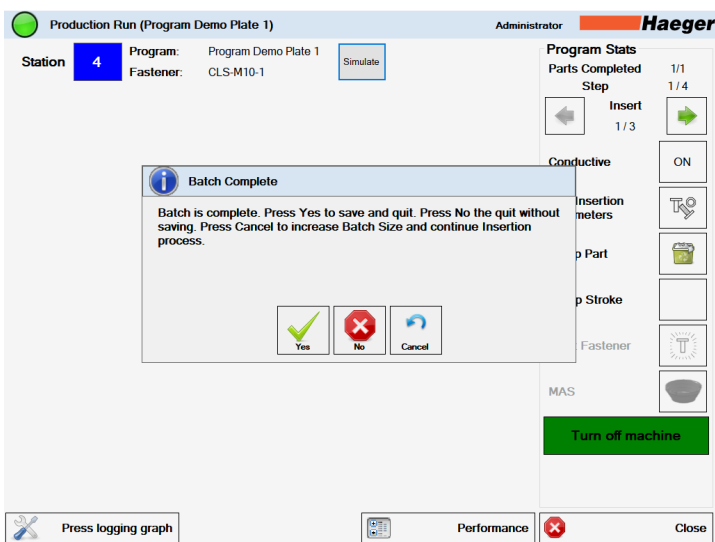 Production Run (Program Demo Plate 1)
Administrator
Haeger
Station
4
Program: Program Demo Plate 1
Fastener: CLS-M10-1
Simulate
Program Stats
Parts Completed 1/1
Step 1 / 4
Insert
1 / 3
Conductive ON
Batch Complete
Batch is complete. Press Yes to save and quit. Press No the quit without
saving. Press Cancel to increase Batch Size and continue Insertion
process.
Yes
No
Cancel
Insertion
meters
Part
Stroke
Fastener
MAS
Turn off machine
Press logging graph
Performance
Close